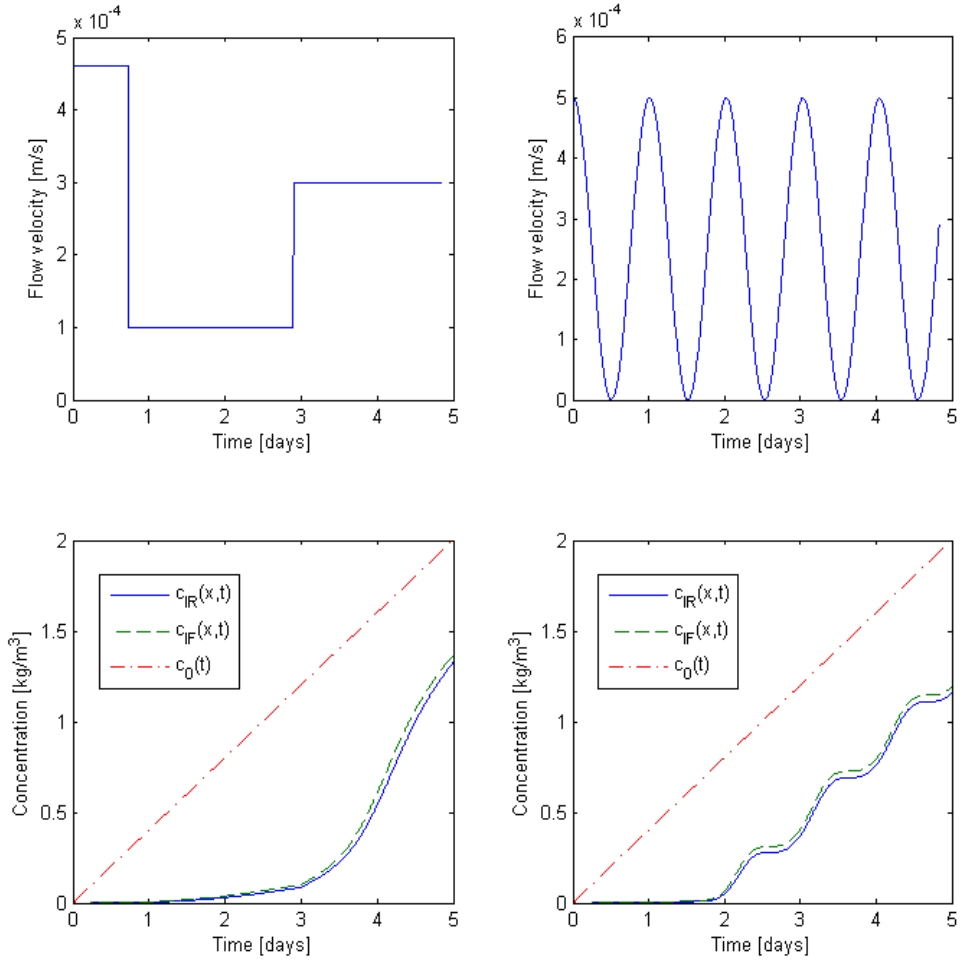 x 10^-4
5
4
3
2
1
0
Flow velocity [m/s]
0 1 2 3 4 5
Time [days]
x 10^-4
6
5
4
3
2
1
0
Flow velocity [m/s]
0 1 2 3 4 5
Time [days]
2
1.5
1
0.5
0
Concentration [kg/m^3]
c_IR(x,t)
c_IF(x,t)
c_0(t)
0 1 2 3 4 5
Time [days]
2
1.5
1
0.5
0
Concentration [kg/m^3]
c_IR(x,t)
c_IF(x,t)
c_0(t)
0 1 2 3 4 5
Time [days]